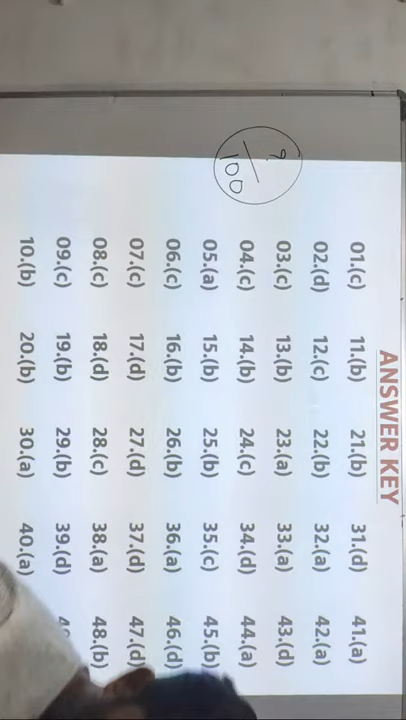 ANSWER KEY
01.(c) 11.(b) 21.(b) 31.(d) 41.(a)
02.(d) 12.(c) 22.(b) 32.(a) 42.(a)
03.(c) 13.(b) 23.(a) 33.(a) 43.(d)
04.(c) 14.(b) 24.(c) 34.(d) 44.(a)
05.(a) 15.(b) 25.(b) 35.(c) 45.(b)
06.(c) 16.(b) 26.(b) 36.(a) 46.(d)
07.(c) 17.(d) 27.(d) 37.(d) 47.(d)
08.(c) 18.(d) 28.(c) 38.(a) 48.(b)
09.(c) 19.(b) 29.(b) 39.(d)
10.(b) 20.(b) 30.(a) 40.(a)
?
100